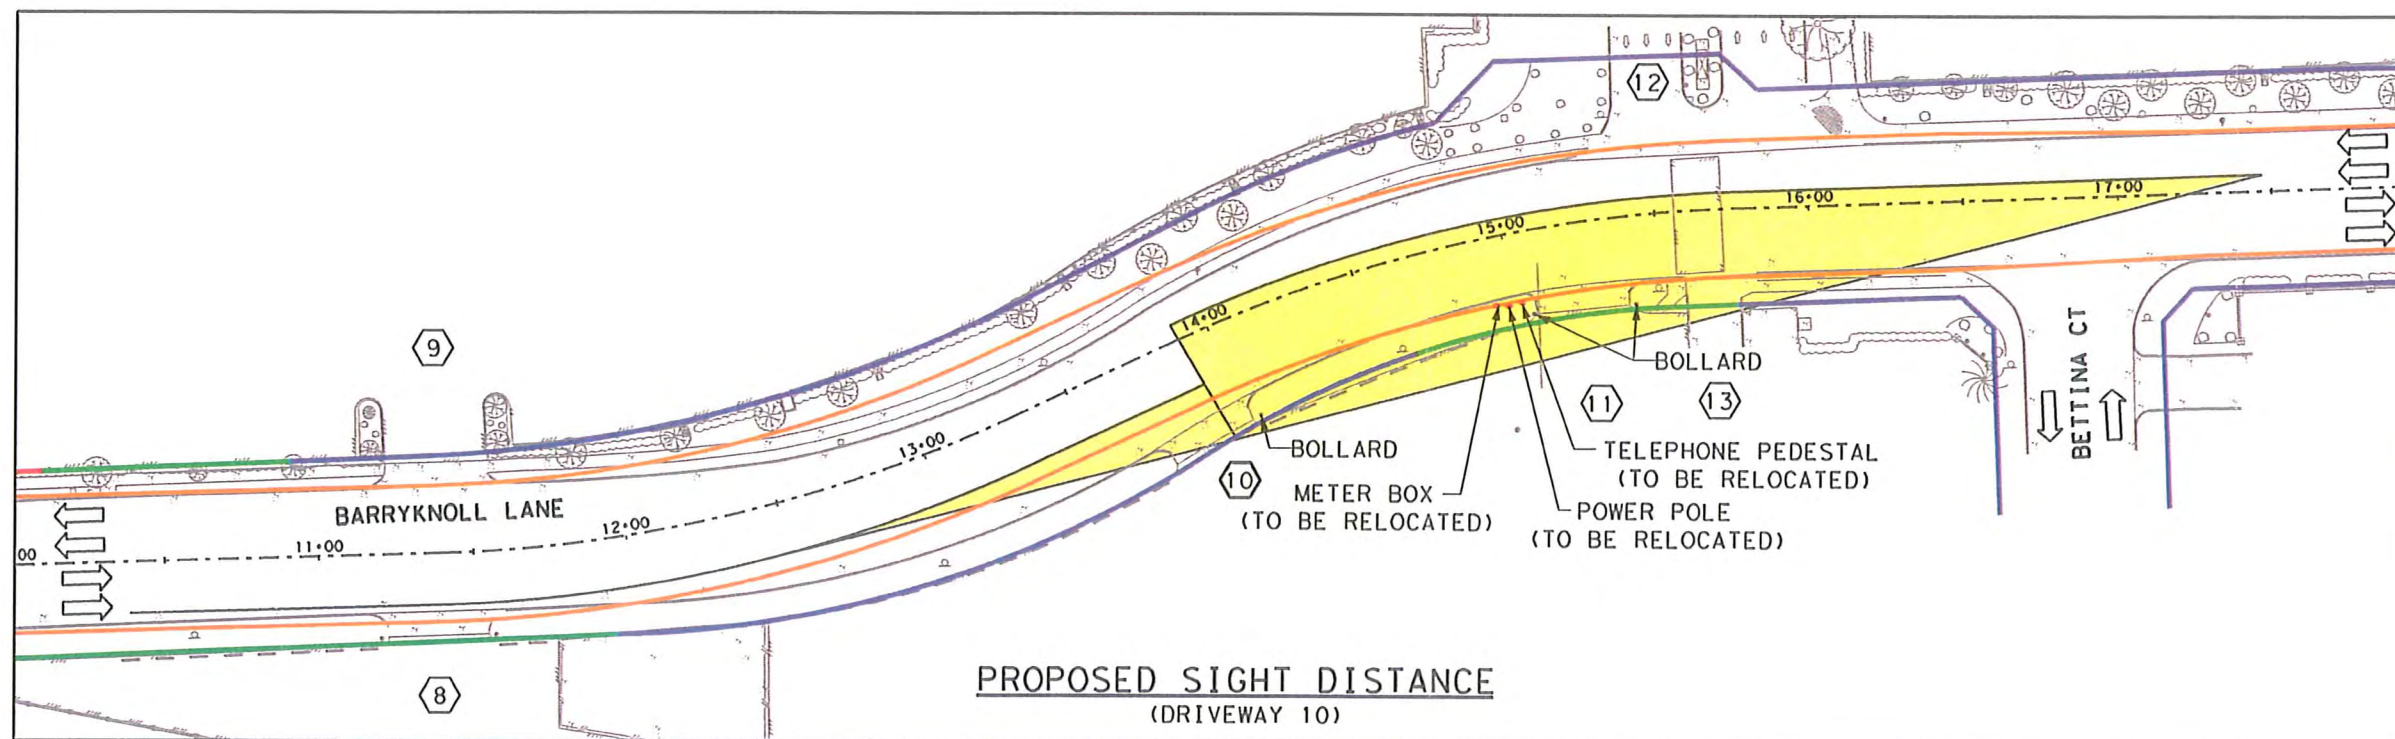 12
17+00
16+00
15+00
14+00
9
BOLLARD
11
13
BETTINA CT
13+00
BOLLARD
10
TELEPHONE PEDESTAL
(TO BE RELOCATED)
METER BOX
(TO BE RELOCATED)
POWER POLE
(TO BE RELOCATED)
BARRYKNOLL LANE
12+00
11+00
00
8
PROPOSED SIGHT DISTANCE
(DRIVEWAY 10)